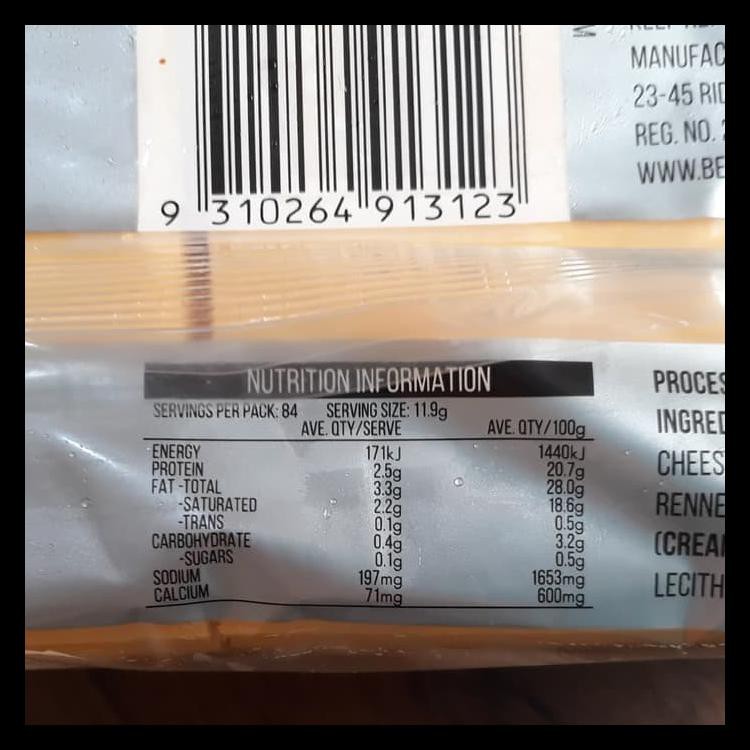 MANUFAC
23-45 RID
REG. NO.
WWW.BE
9 310264 913123
NUTRITION INFORMATION
SERVINGS PER PACK: 84 SERVING SIZE: 11.9g
AVE. QTY/SERVE AVE. QTY/100g
ENERGY 171kJ 1440kJ
PROTEIN 2.5g 20.7g
FAT -TOTAL 3.3g 28.0g
-SATURATED 2.2g 18.6g
-TRANS 0.1g 0.5g
CARBOHYDRATE 0.4g 3.2g
-SUGARS 0.1g 0.5g
SODIUM 197mg 1653mg
CALCIUM 71mg 600mg
PROCES
INGRED
CHEES
RENNE
(CREA
LECITH